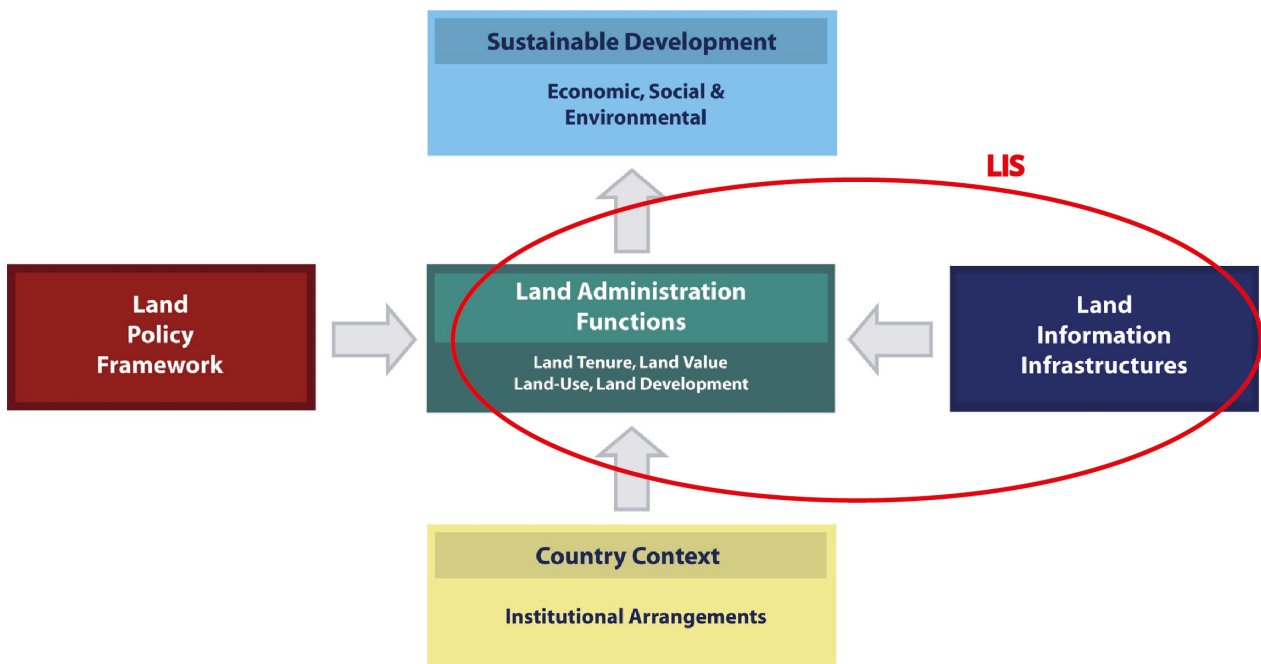 Sustainable Development
Economic, Social &
Environmental
LIS
Land
Policy
Framework
Land Administration
Functions
Land Tenure, Land Value
Land-Use, Land Development
Land
Information
Infrastructures
Country Context
Institutional Arrangements